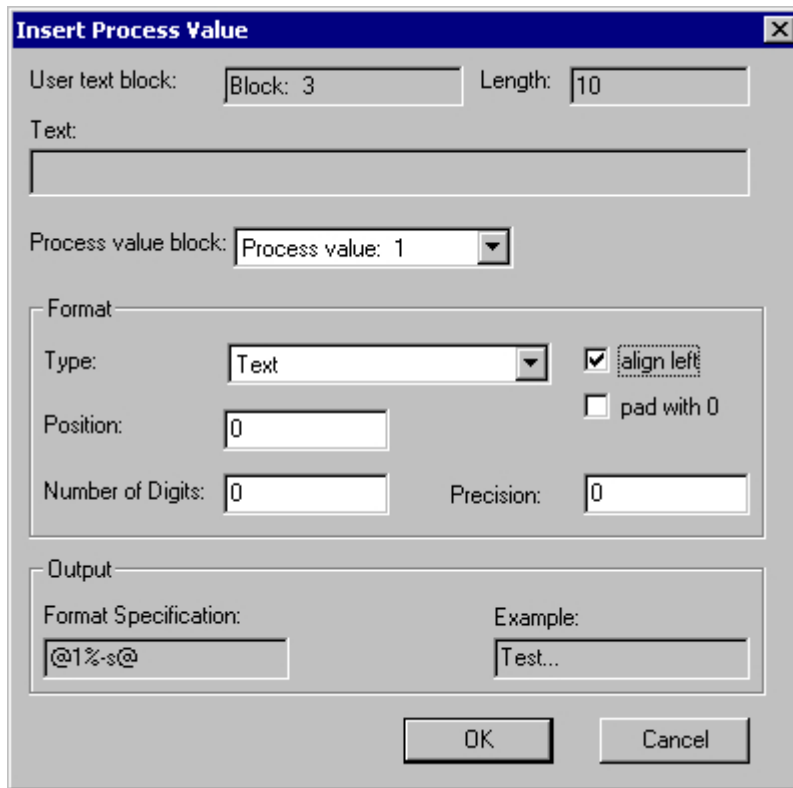 Insert Process Value
User text block: Block: 3 Length: 10
Text:
Process value block: Process value: 1
Format
Type: Text align left
pad with 0
Position: 0
Number of Digits: 0 Precision: 0
Output
Format Specification: Example:
@1%-s@ Test...
OK Cancel